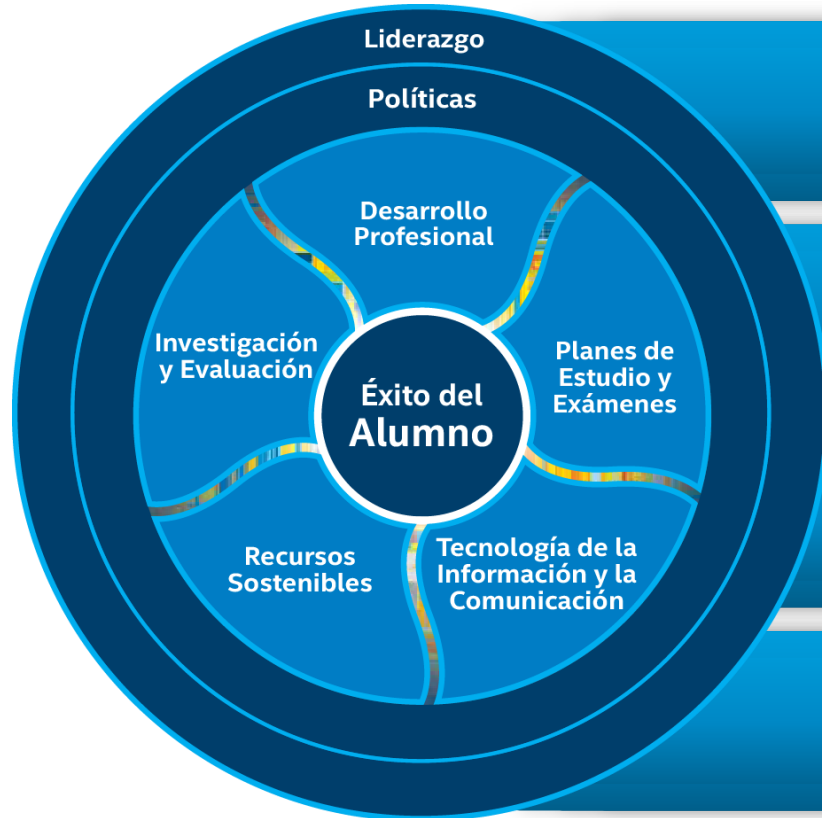 Liderazgo
Políticas
Desarrollo
Profesional
Investigación
y Evaluación
Planes de
Estudio y
Exámenes
Éxito del
Alumno
Recursos
Sostenibles
Tecnología de la
Información y la
Comunicación